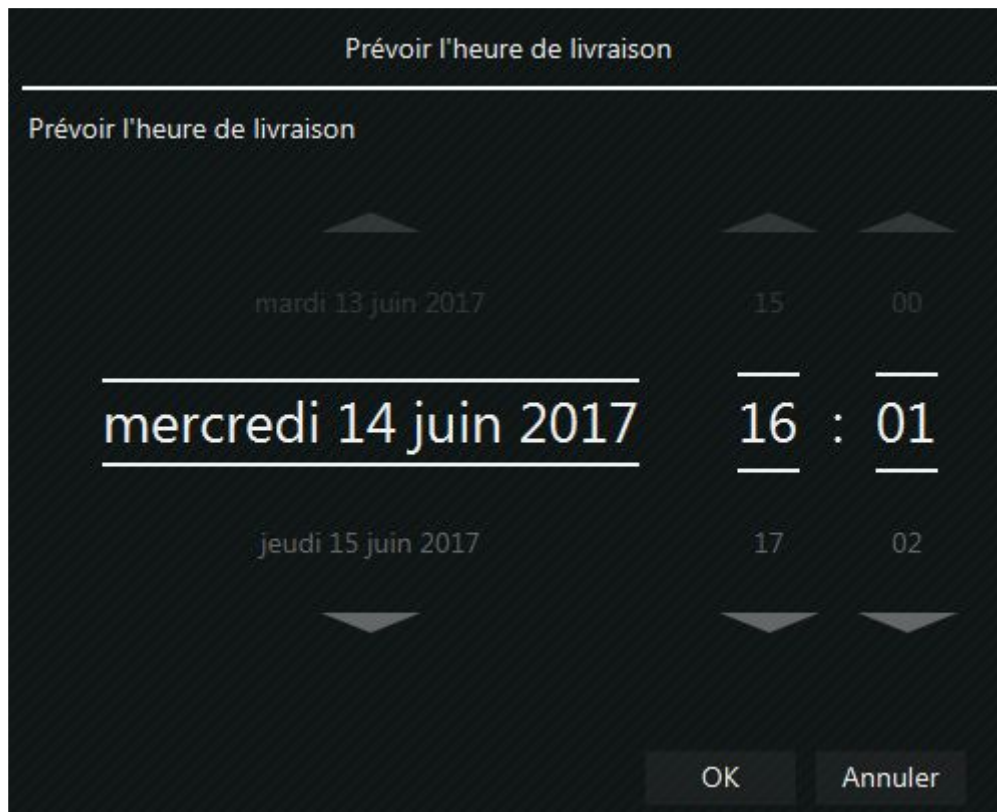 Prévoir l'heure de livraison
Prévoir l'heure de livraison
mardi 13 juin 2017 15 00
mercredi 14 juin 2017 16 : 01
jeudi 15 juin 2017 17 02
OK Annuler